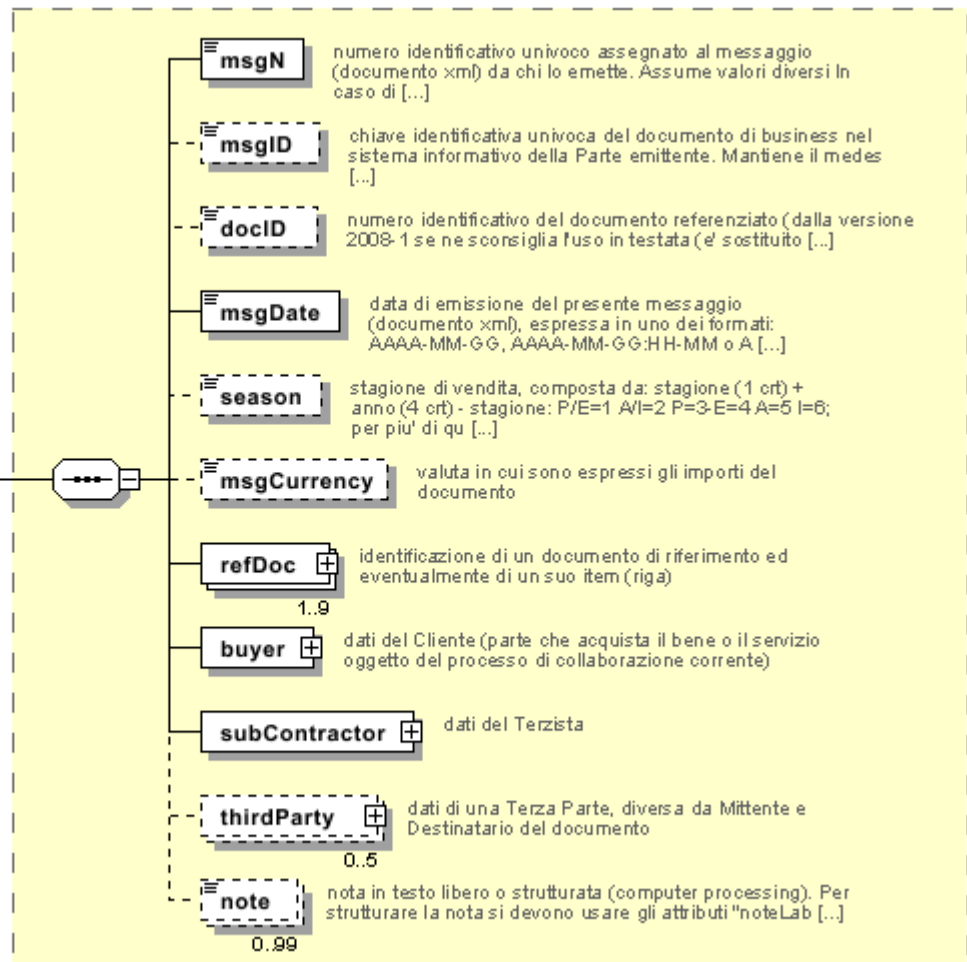 msgN
numero identificativo univoco assegnato al messaggio
(documento xml) da chi lo emette. Assume valori diversi In
caso di [...]
msgID
chiave identificativa univoca del documento di business nel
sistema informativo della Parte emittente. Mantiene il medes
[...]
docID
numero identificativo del documento referenziato (dalla versione
2008-1 se ne sconsiglia l'uso in testata (e' sostituito [...]
msgDate
data di emissione del presente messaggio
(documento xml), espressa in uno dei formati:
AAAA-MM-GG, AAAA-MM-GG:HH-MM o A [...]
season
stagione di vendita, composta da: stagione (1 crt) +
anno (4 crt) - stagione: P/E=1 A/I=2 P=3-E=4 A=5 I=6;
per piu' di qu [...]
msgCurrency
valuta in cui sono espressi gli importi del
documento
refDoc
identificazione di un documento di riferimento ed
eventualmente di un suo item (riga)
1..9
buyer
dati del Cliente (parte che acquista il bene o il servizio
oggetto del processo di collaborazione corrente)
subContractor
dati del Terzista
thirdParty
dati di una Terza Parte, diversa da Mittente e
Destinatario del documento
0..5
note
nota in testo libero o strutturata (computer processing). Per
strutturare la nota si devono usare gli attributi "noteLab [...]
0..99